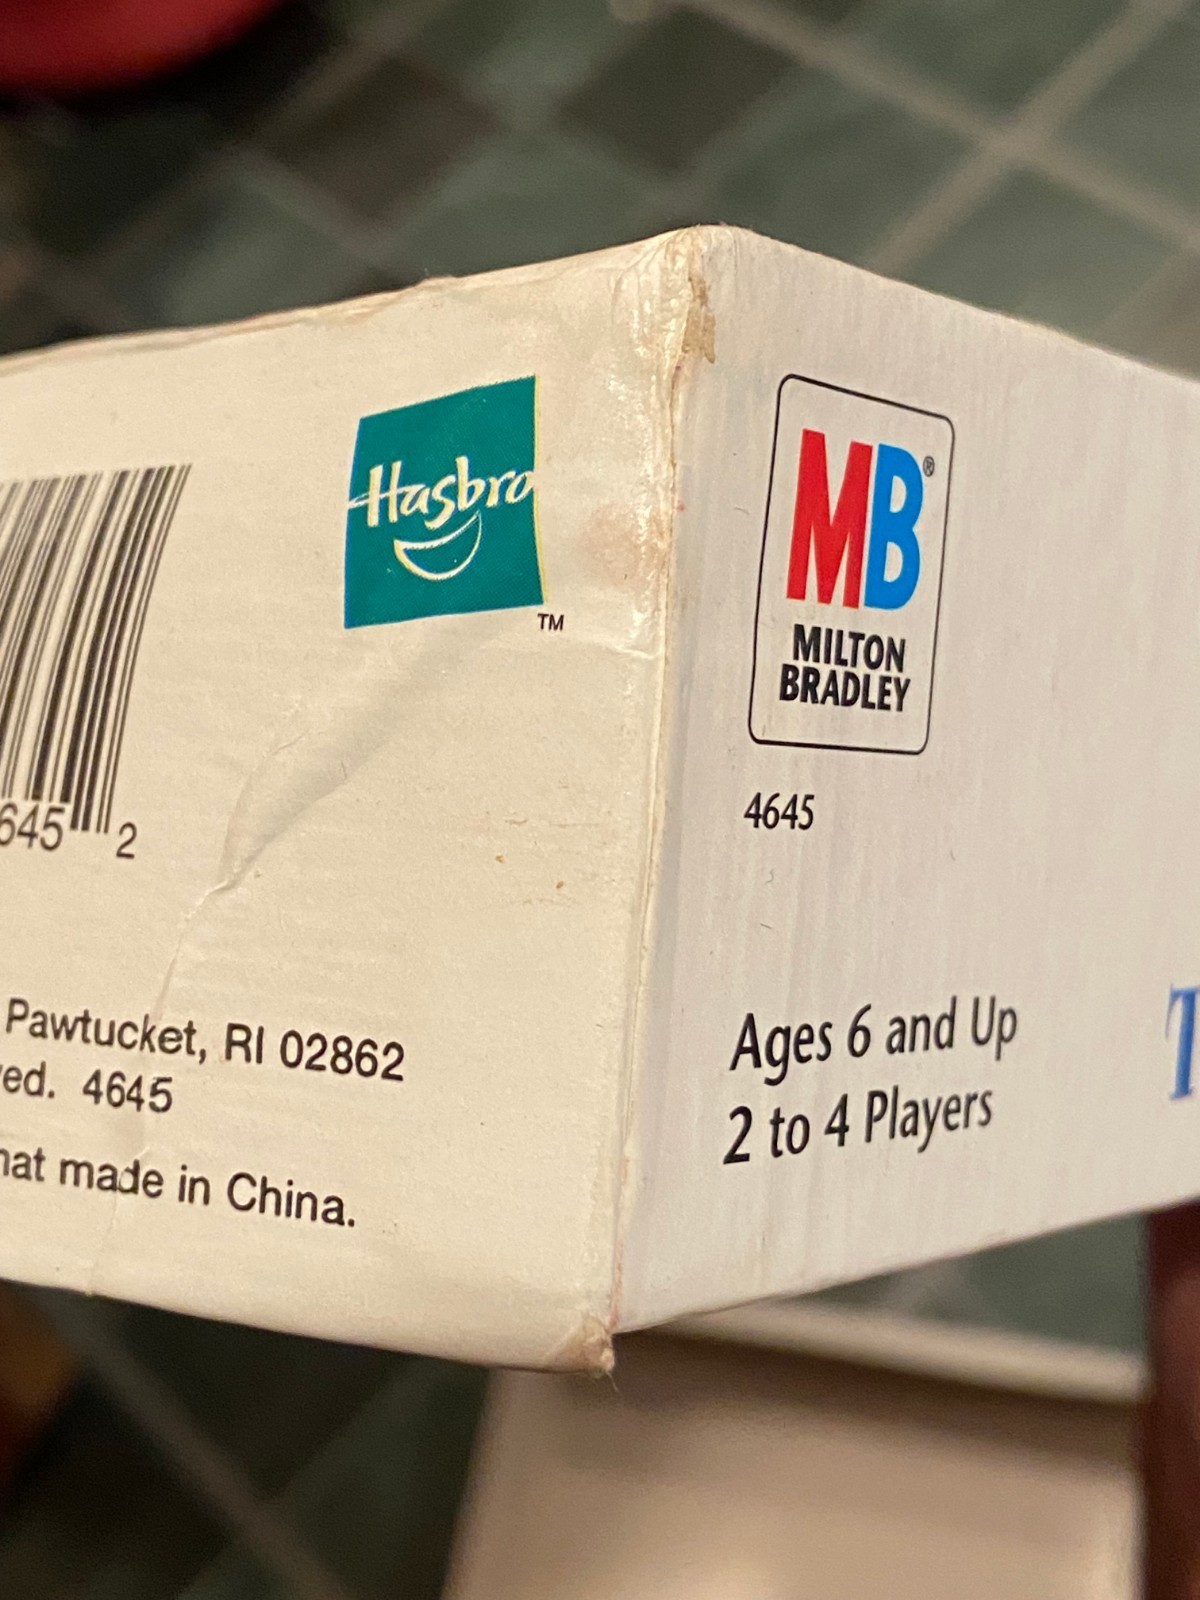 Hasbro
TM
645 2
Pawtucket, RI 02862
ed. 4645
hat made in China.
MB®
MILTON
BRADLEY
4645
Ages 6 and Up
2 to 4 Players
T